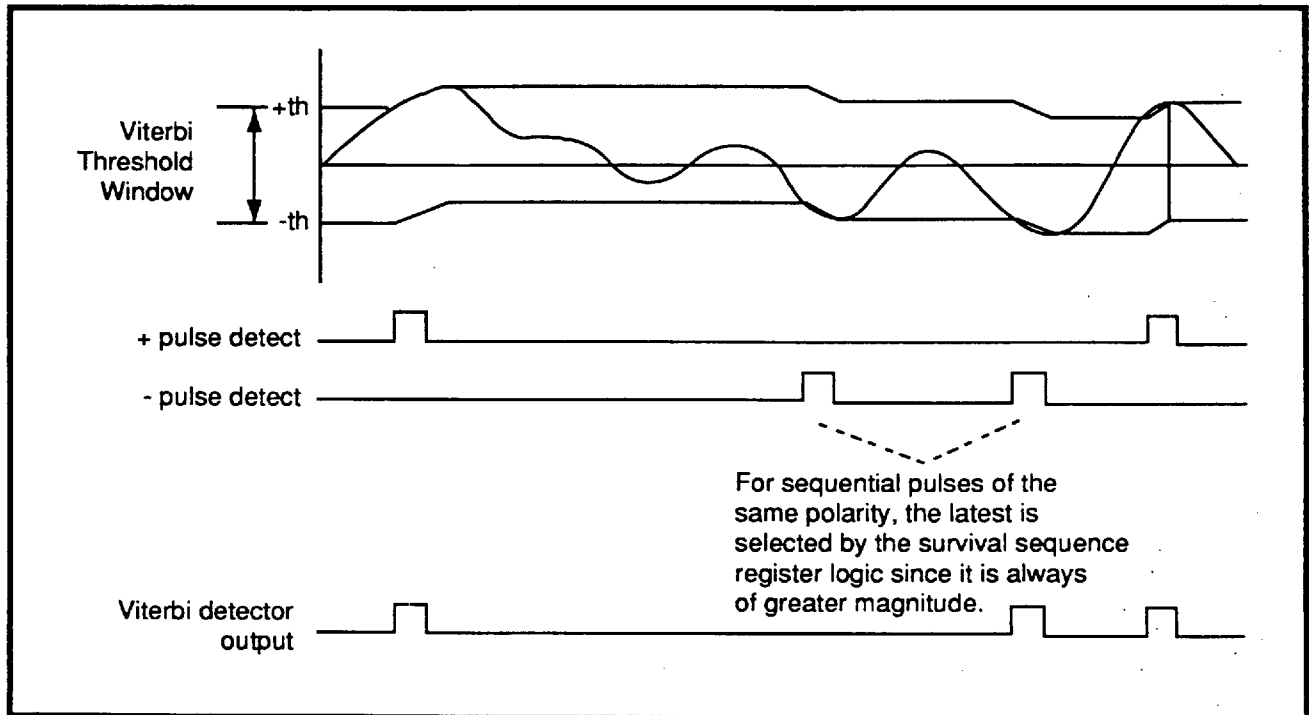 +th
Viterbi
Threshold
Window
-th
+ pulse detect
- pulse detect
For sequential pulses of the
same polarity, the latest is
selected by the survival sequence
register logic since it is always
of greater magnitude.
Viterbi detector
output